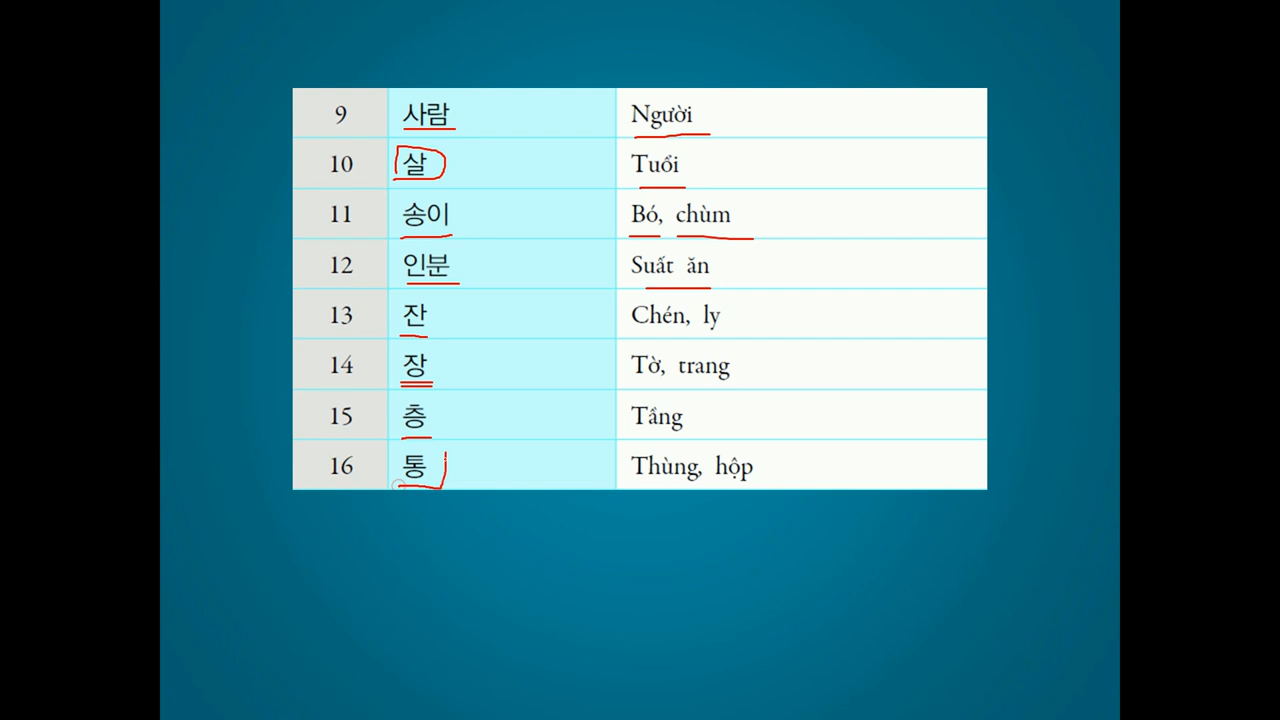 9 사람 Người
10 살 Tuổi
11 송이 Bó, chùm
12 인분 Suất ăn
13 잔 Chén, ly
14 장 Tờ, trang
15 층 Tầng
16 통 Thùng, hộp